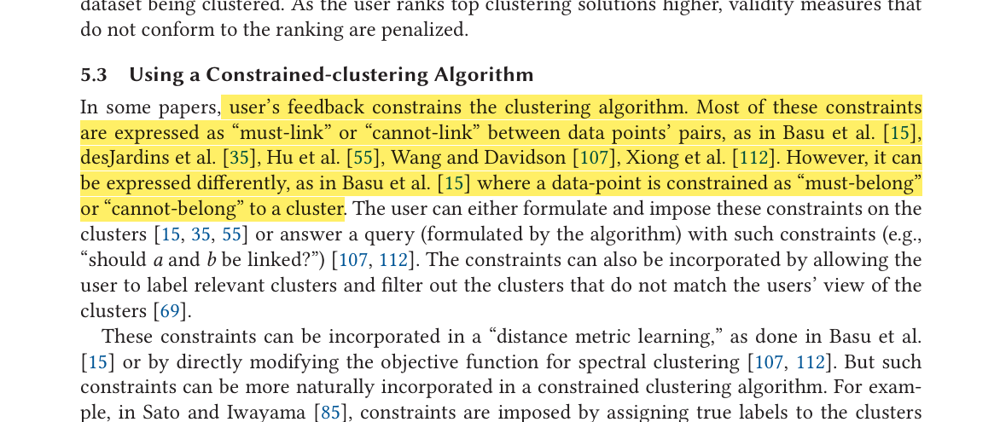 dataset being clustered. As the user ranks top clustering solutions higher, validity measures that
do not conform to the ranking are penalized.
5.3 Using a Constrained-clustering Algorithm
In some papers, user’s feedback constrains the clustering algorithm. Most of these constraints
are expressed as “must-link” or “cannot-link” between data points’ pairs, as in Basu et al. [15],
desJardins et al. [35], Hu et al. [55], Wang and Davidson [107], Xiong et al. [112]. However, it can
be expressed differently, as in Basu et al. [15] where a data-point is constrained as “must-belong”
or “cannot-belong” to a cluster. The user can either formulate and impose these constraints on the
clusters [15, 35, 55] or answer a query (formulated by the algorithm) with such constraints (e.g.,
“should a and b be linked?”) [107, 112]. The constraints can also be incorporated by allowing the
user to label relevant clusters and filter out the clusters that do not match the users’ view of the
clusters [69].
These constraints can be incorporated in a “distance metric learning,” as done in Basu et al.
[15] or by directly modifying the objective function for spectral clustering [107, 112]. But such
constraints can be more naturally incorporated in a constrained clustering algorithm. For exam-
ple, in Sato and Iwayama [85], constraints are imposed by assigning true labels to the clusters